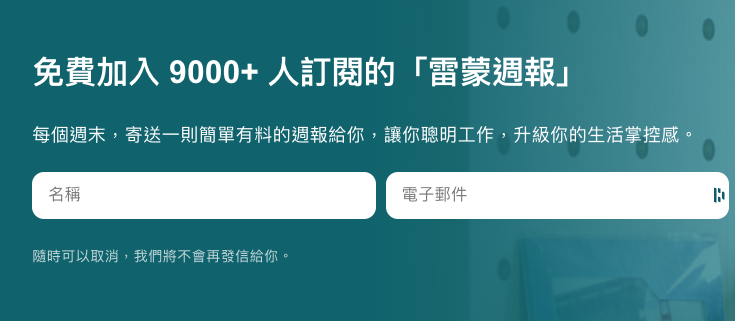 免費加入 9000+ 人訂閱的「雷蒙週報」
每個週末，寄送一則簡單有料的週報給你，讓你聰明工作，升級你的生活掌控感。
名稱
電子郵件
隨時可以取消，我們將不會再發信給你。